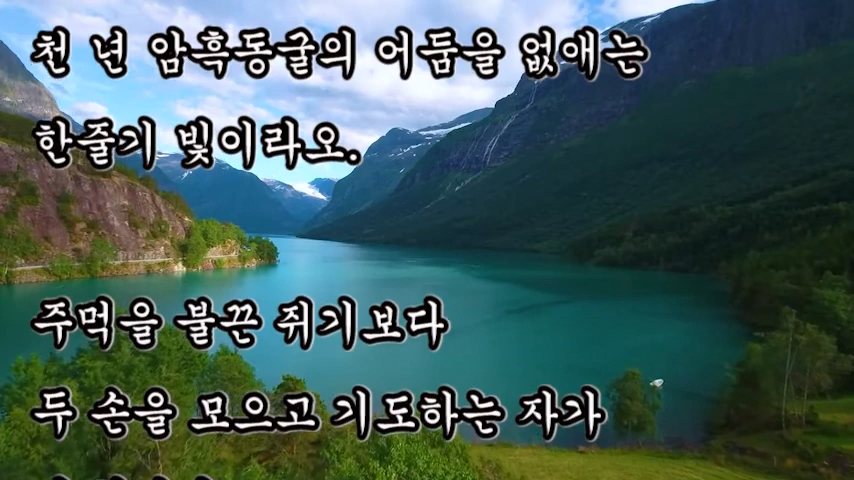 천 년 암흑동굴의 어둠을 없애는
한줄기 빛이라오.
주먹을 불끈 쥐기보다
두 손을 모으고 기도하는 자가